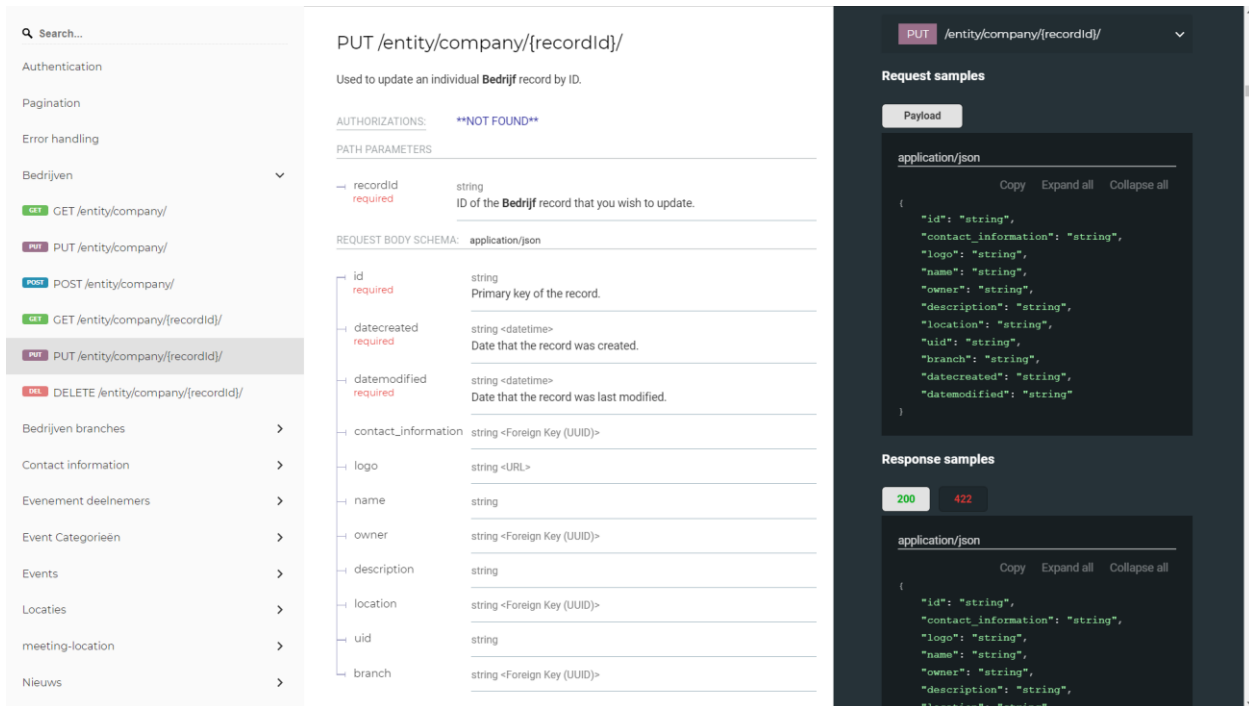 Search...
Authentication
Pagination
Error handling
Bedrijven
GET GET /entity/company/
PUT PUT /entity/company/
POST POST /entity/company/
GET GET /entity/company/{recordId}/
PUT PUT /entity/company/{recordId}/
DEL DELETE /entity/company/{recordId}/
Bedrijven branches
Contact information
Evenement deelnemers
Event Categorieën
Events
Locaties
meeting-location
Nieuws
PUT /entity/company/{recordId}/
Used to update an individual Bedrijf record by ID.
AUTHORIZATIONS: **NOT FOUND**
PATH PARAMETERS
recordId string
required ID of the Bedrijf record that you wish to update.
REQUEST BODY SCHEMA: application/json
id string
required Primary key of the record.
datecreated string <datetime>
required Date that the record was created.
datemodified string <datetime>
required Date that the record was last modified.
contact_information string <Foreign Key (UUID)>
logo string <URL>
name string
owner string <Foreign Key (UUID)>
description string
location string <Foreign Key (UUID)>
uid string
branch string <Foreign Key (UUID)>
PUT /entity/company/{recordId}/
Request samples
Payload
application/json
Copy Expand all Collapse all
{
"id": "string",
"contact_information": "string",
"logo": "string",
"name": "string",
"owner": "string",
"description": "string",
"location": "string",
"uid": "string",
"branch": "string",
"datecreated": "string",
"datemodified": "string"
}
Response samples
200 422
application/json
Copy Expand all Collapse all
{
"id": "string",
"contact_information": "string",
"logo": "string",
"name": "string",
"owner": "string",
"description": "string",
"location": "string",